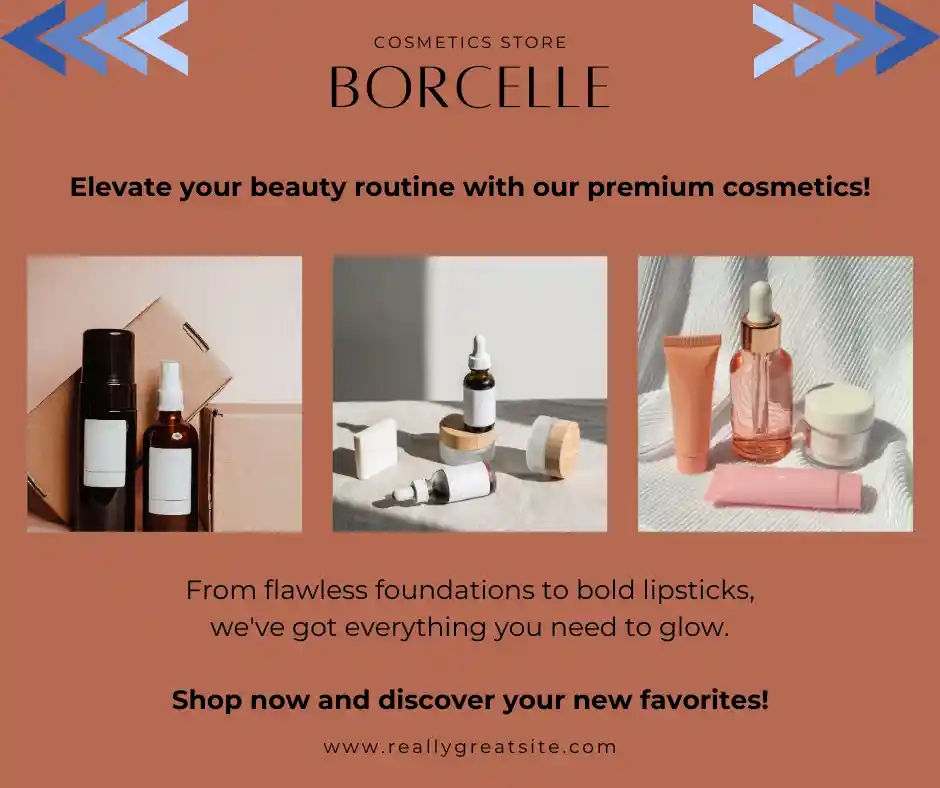 COSMETICS STORE
BORCELLE
Elevate your beauty routine with our premium cosmetics!
From flawless foundations to bold lipsticks,
we've got everything you need to glow.
Shop now and discover your new favorites!
www.reallygreatsite.com